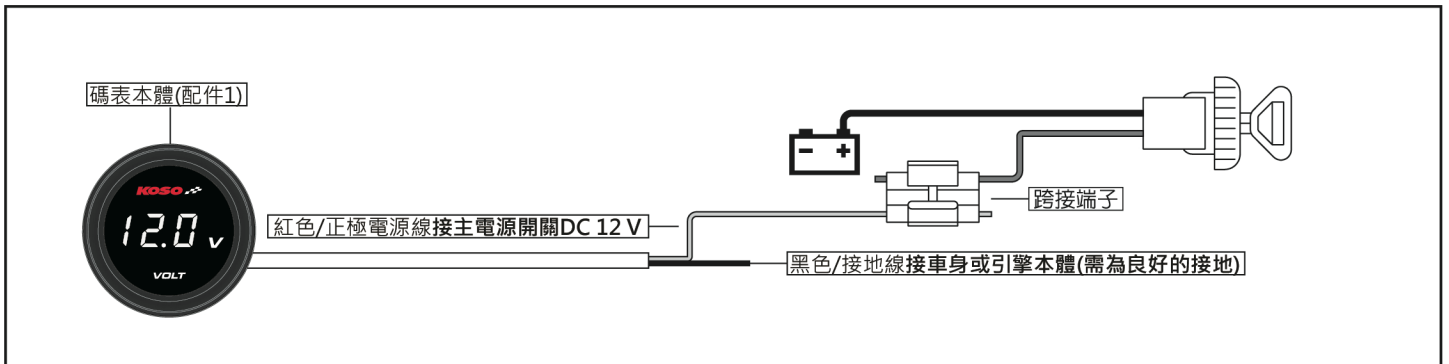 碼表本體(配件1)
KOSO
12.0 V
VOLT
紅色/正極電源線接主電源開關DC 12 V
跨接端子
黑色/接地線接車身或引擎本體(需為良好的接地)